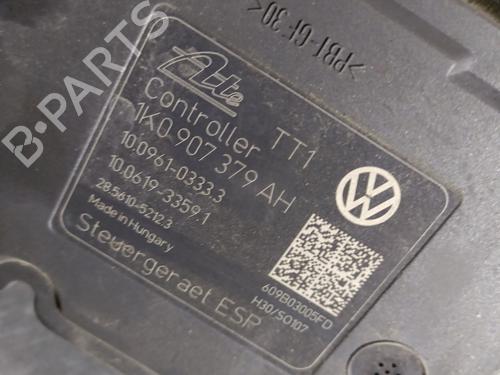 >PBT-GF30<
B-PARTS
Ate
Controller TT1
1K0 907 379 AH
10.0961-0333.3
10.0619-3359.1
28.5610-5212.3
Made in Hungary
Steuergeraet ESP
609B03005FD
H30/SO107